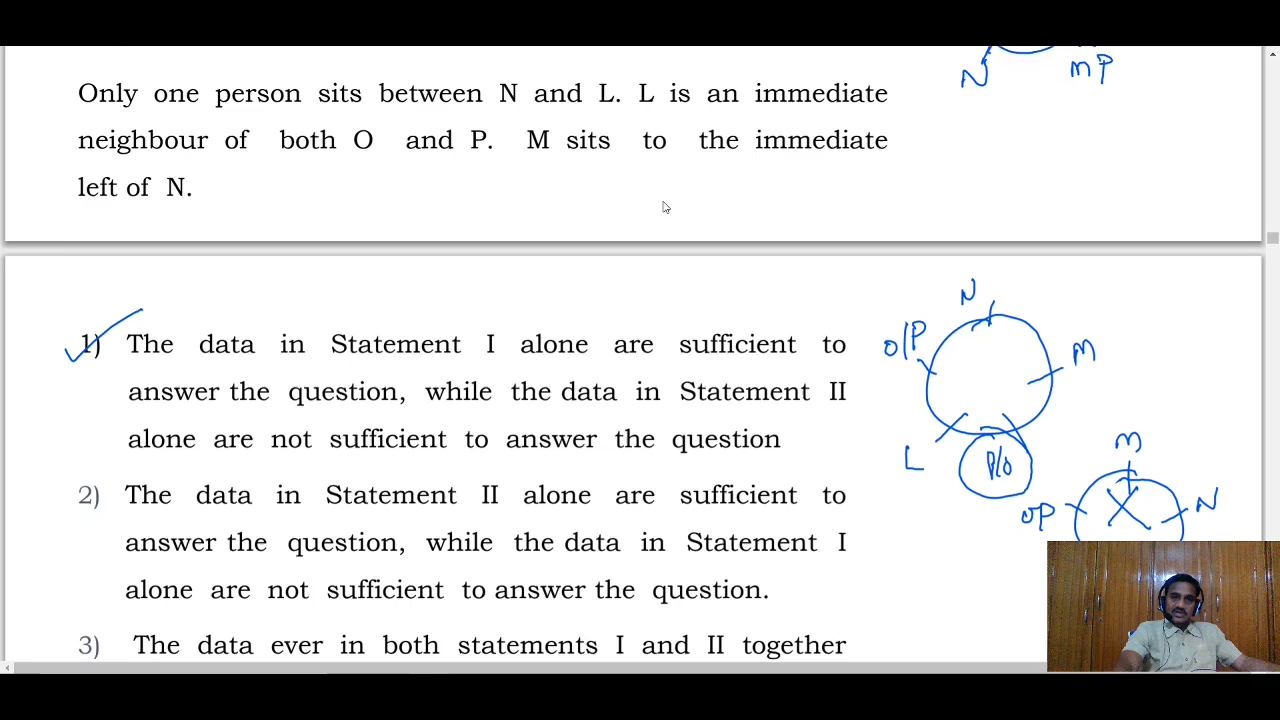 N
m P
Only one person sits between N and L. L is an immediate
neighbour of both O and P. M sits to the immediate
left of N.
1) The data in Statement I alone are sufficient to
answer the question, while the data in Statement II
alone are not sufficient to answer the question
2) The data in Statement II alone are sufficient to
answer the question, while the data in Statement I
alone are not sufficient to answer the question.
3) The data ever in both statements I and II together
N
O/P
M
L
P/O
M
OP
N